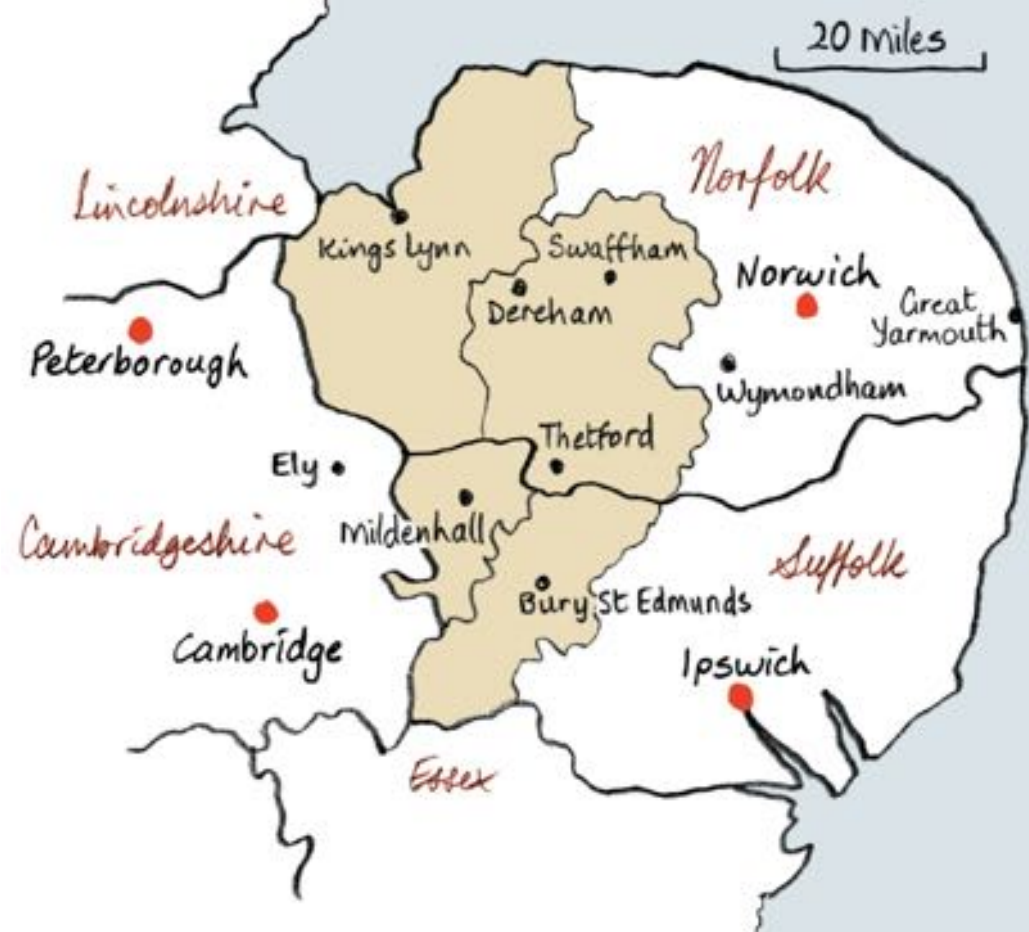 20 Miles
Norfolk
Lincolnshire
Kings Lynn
Swaffham
Norwich
Dereham
Great
Yarmouth
Peterborough
Wymondham
Thetford
Ely
Mildenhall
Cambridgeshire
Suffolk
Bury St Edmunds
Cambridge
Ipswich
Essex